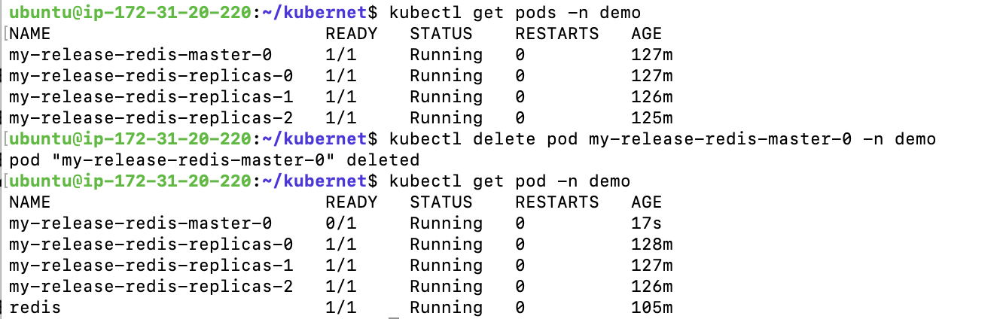 ubuntu@ip-172-31-20-220:~/kubernet$ kubectl get pods -n demo
NAME READY STATUS RESTARTS AGE
my-release-redis-master-0 1/1 Running 0 127m
my-release-redis-replicas-0 1/1 Running 0 127m
my-release-redis-replicas-1 1/1 Running 0 126m
my-release-redis-replicas-2 1/1 Running 0 125m
ubuntu@ip-172-31-20-220:~/kubernet$ kubectl delete pod my-release-redis-master-0 -n demo
pod "my-release-redis-master-0" deleted
ubuntu@ip-172-31-20-220:~/kubernet$ kubectl get pod -n demo
NAME READY STATUS RESTARTS AGE
my-release-redis-master-0 0/1 Running 0 17s
my-release-redis-replicas-0 1/1 Running 0 128m
my-release-redis-replicas-1 1/1 Running 0 127m
my-release-redis-replicas-2 1/1 Running 0 126m
redis 1/1 Running 0 105m